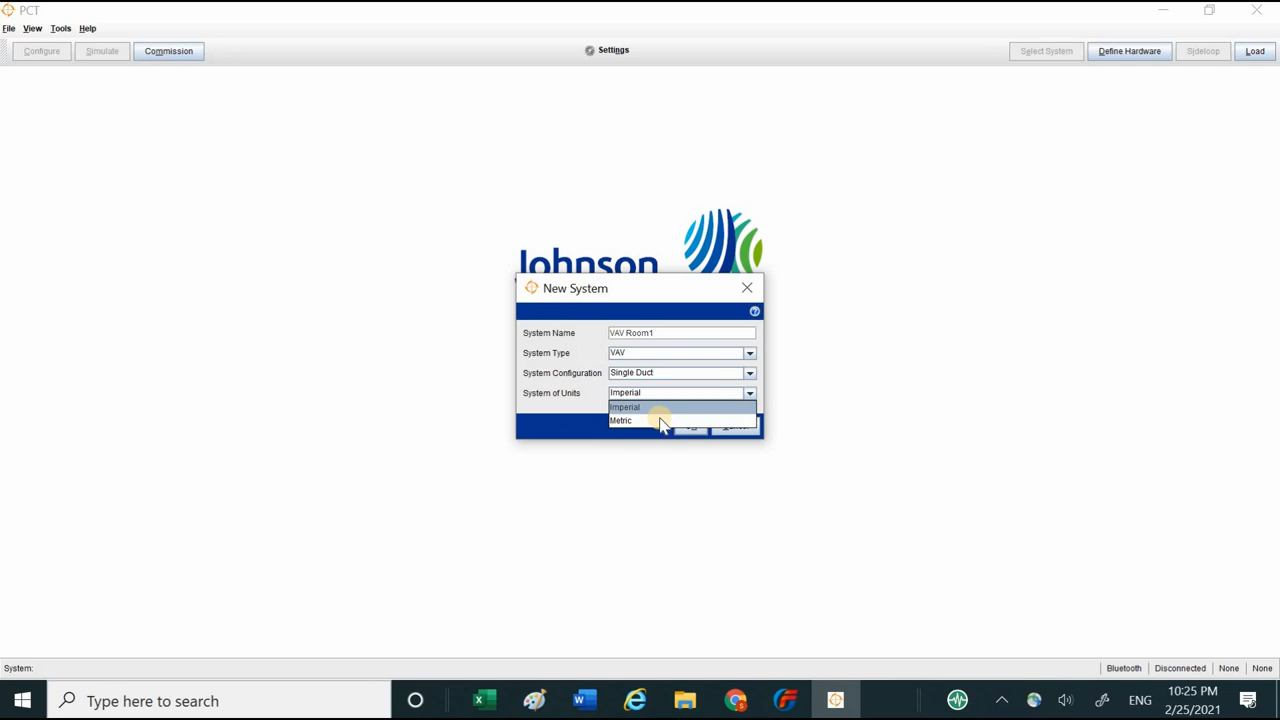 PCT
File View Tools Help
Configure Simulate Commission Settings Select System Define Hardware Sideloop Load
Johnson
New System
System Name VAV Room1
System Type VAV
System Configuration Single Duct
System of Units Imperial
Imperial
Metric
System: Bluetooth Disconnected None None
Type here to search
ENG
10:25 PM
2/25/2021